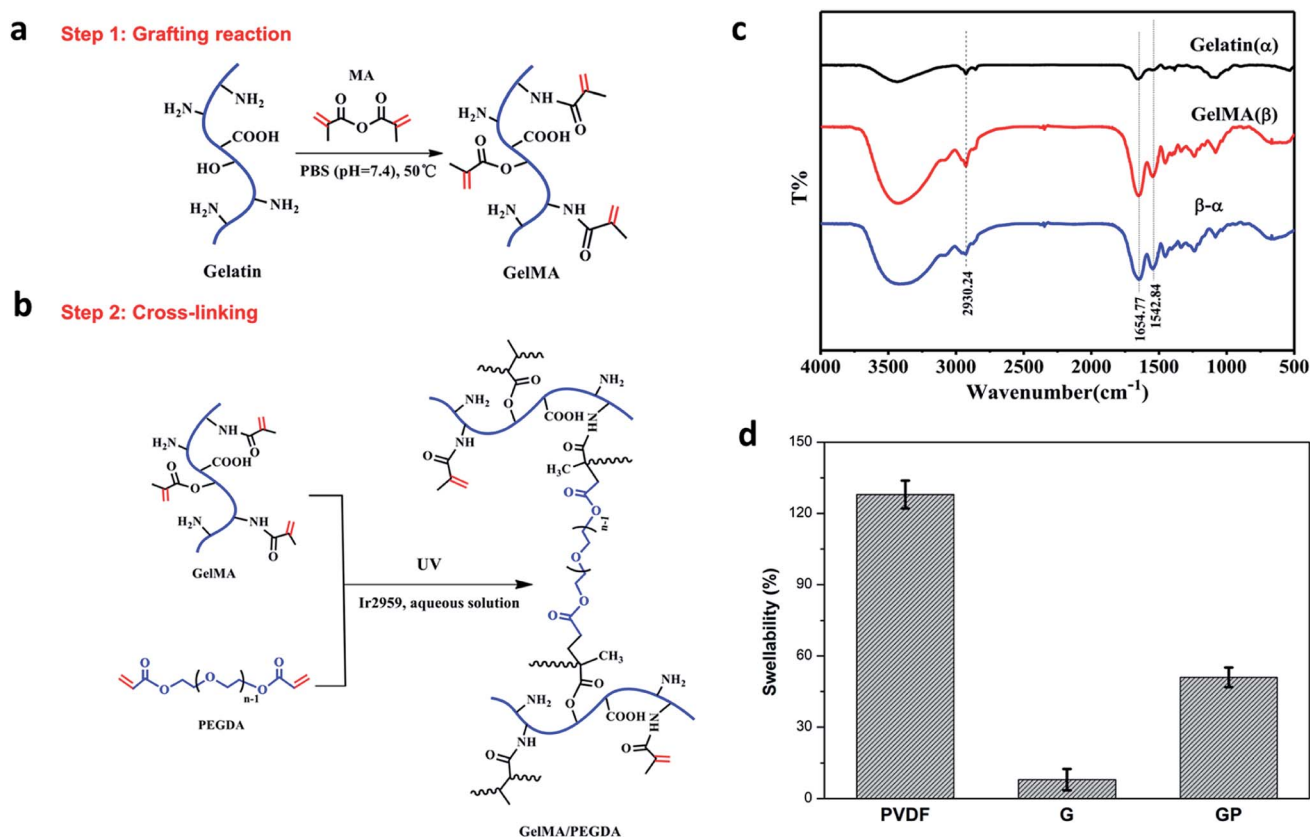 a
Step 1: Grafting reaction
NH2
H2N
COOH
HO
H2N
NH2
Gelatin
MA
O
O
O
PBS (pH=7.4), 50℃
NH
O
H2N
COOH
O
O
H2N
NH
O
GelMA
b
Step 2: Cross-linking
NH
O
H2N
COOH
O
O
H2N
NH
O
GelMA
O
O
O
n-1
O
O
PEGDA
UV
Ir2959, aqueous solution
O
O
NH2
NH2
COOH
NH
HN
O
O
H3C
O
O
n-1
O
O
O
CH3
O
O
NH2
NH2
COOH
NH
HN
O
O
GelMA/PEGDA
c
Gelatin(α)
GelMA(β)
β-α
T%
2930.24
1654.77
1542.84
4000 3500 3000 2500 2000 1500 1000 500
Wavenumber(cm-1)
d
150
120
90
60
30
0
Swellability (%)
PVDF G GP